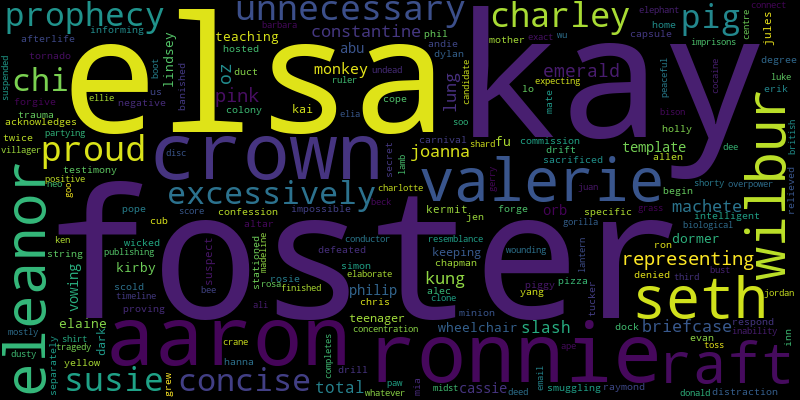 prophecy
unnecessary
charley
pig
elsa
kay
barbara
phil
andie
dylan
mother
home
wu
exact
elephant
capsule
centre
connect
imprisons
jules
informing
afterlife
tornado
suspended
forgive
lindsey
teaching
hosted
constantine
abu
monkey
oz
duct
boot
us
banished
pink
kai
ruler
undead
cope
colony
elia
chi
ellie
negative
trauma
acknowledges
partying
twice
villager
lung
candidate
emerald
lo
mate
expecting
soo
shard
fu
cocaine
peaceful
degree
luke
erik
bison
dee
british
holly
commission
drift
template
allen
proud
crown
joanna
disc
secret
lamb
carnival
valerie
sacrificed
begin
shorty
overpower
wilbur
relieved
testimony
positive
neo
goo
excessively
charlotte
beck
juan
gary
grass
machete
intelligent
biological
eleanor
pope
score
confession
impossible
altar
kermit
jen
forge
orb
specific
cub
wicked
defeated
conductor
resemblance
gorilla
lantern
ron
dormer
ken
string
publishing
kirby
suspect
stationed
madeline
simon
elaborate
keeping
chapman
wounding
representing
denied
third
bust
foster
vowing
scold
timeline
bee
rosie
rosa
finished
philip
alec
clone
kung
piggy
yang
pizza
tucker
seth
jordan
proving
ali
chris
minion
elaine
teenager
concentration
wheelchair
slash
dock
briefcase
evan
toss
respond
inability
mostly
dusty
shirt
tragedy
yellow
dark
aaron
crane
hanna
completes
ronnie
ape
raft
inn
separately
susie
grew
concise
total
drill
paw
whatever
mia
midst
cassie
deed
email
smuggling
raymond
donald
distraction